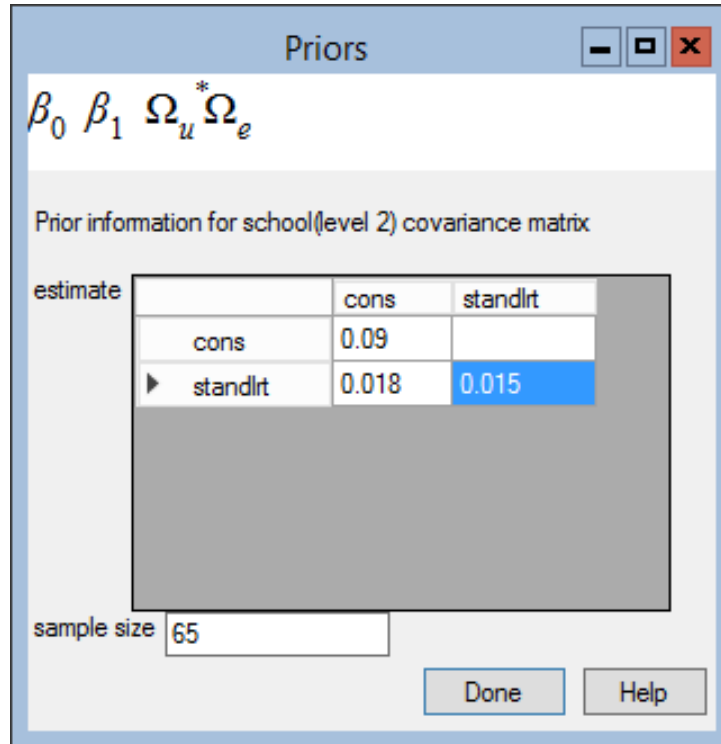 Priors
β0 β1 Ωu* Ωe
Prior information for school(level 2) covariance matrix
estimate
cons standlrt
cons 0.09
standlrt 0.018 0.015
sample size 65
Done Help